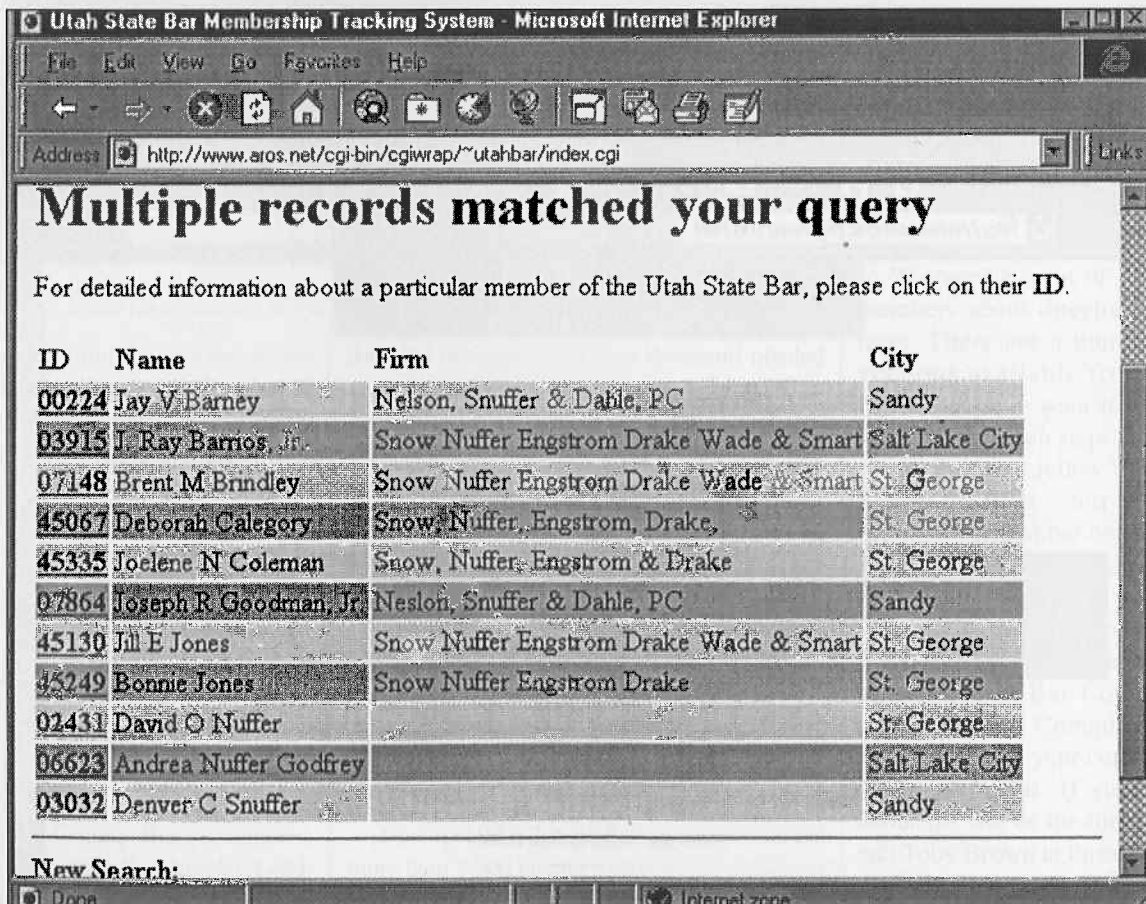 Utah State Bar Membership Tracking System - Microsoft Internet Explorer
File Edit View Go Favorites Help
Address http://www.aros.net/cgi-bin/cgiwrap/~utahbar/index.cgi Links
Multiple records matched your query
For detailed information about a particular member of the Utah State Bar, please click on their ID.
ID Name Firm City
00224 Jay V Barney Nelson, Snuffer & Dahle, PC Sandy
03915 J. Ray Barrios, Jr. Snow Nuffer Engstrom Drake Wade & Smart Salt Lake City
07148 Brent M Brindley Snow Nuffer Engstrom Drake Wade & Smart St. George
45067 Deborah Calegory Snow, Nuffer, Engstrom, Drake, St. George
45335 Joelene N Coleman Snow, Nuffer, Engstrom & Drake St. George
07864 Joseph R Goodman, Jr. Neslon, Snuffer & Dahle, PC Sandy
45130 Jill E Jones Snow Nuffer Engstrom Drake Wade & Smart St. George
45249 Bonnie Jones Snow Nuffer Engstrom Drake St. George
02431 David O Nuffer St. George
06623 Andrea Nuffer Godfrey Salt Lake City
03032 Denver C Snuffer Sandy
New Search:
Done Internet zone